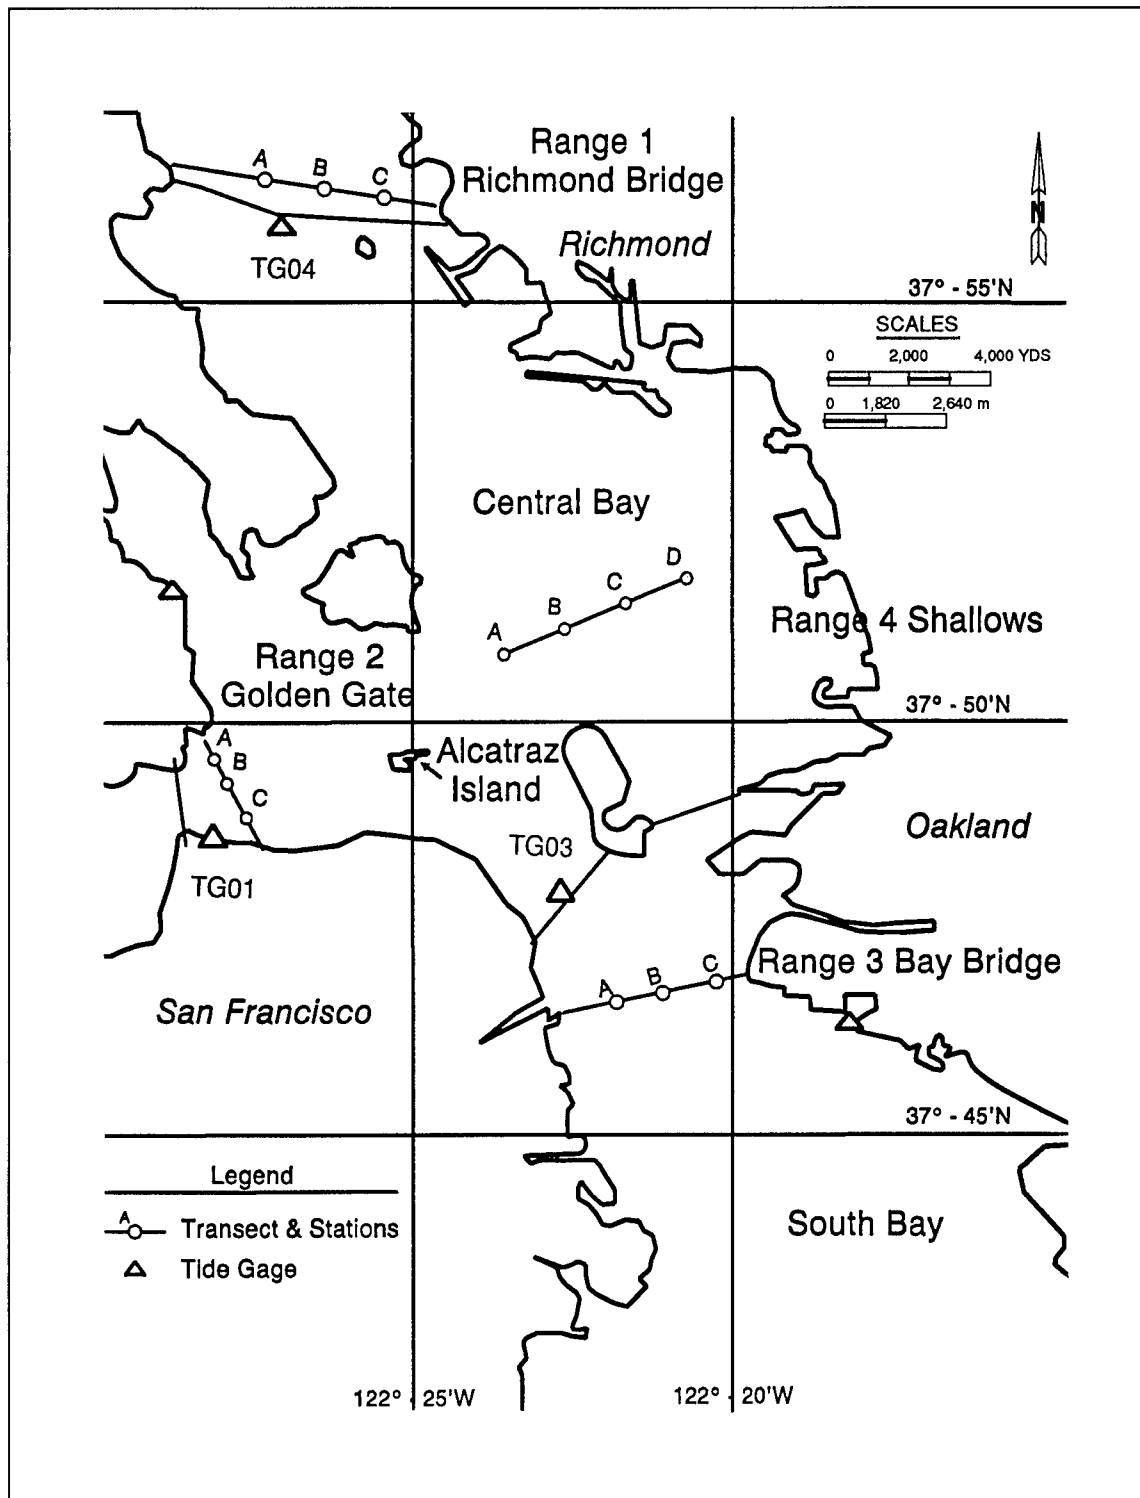 Range 1
Richmond Bridge
A
B
C
N
Richmond
TG04
37° - 55'N
SCALES
0 2,000 4,000 YDS
0 1,820 2,640 m
Central Bay
A
B
C
D
Range 4 Shallows
Range 2
Golden Gate
37° - 50'N
A
B
C
Alcatraz
Island
Oakland
TG03
TG01
Range 3 Bay Bridge
A
B
C
San Francisco
37° - 45'N
Legend
A
Transect & Stations
Tide Gage
South Bay
122° - 25'W
122° - 20'W